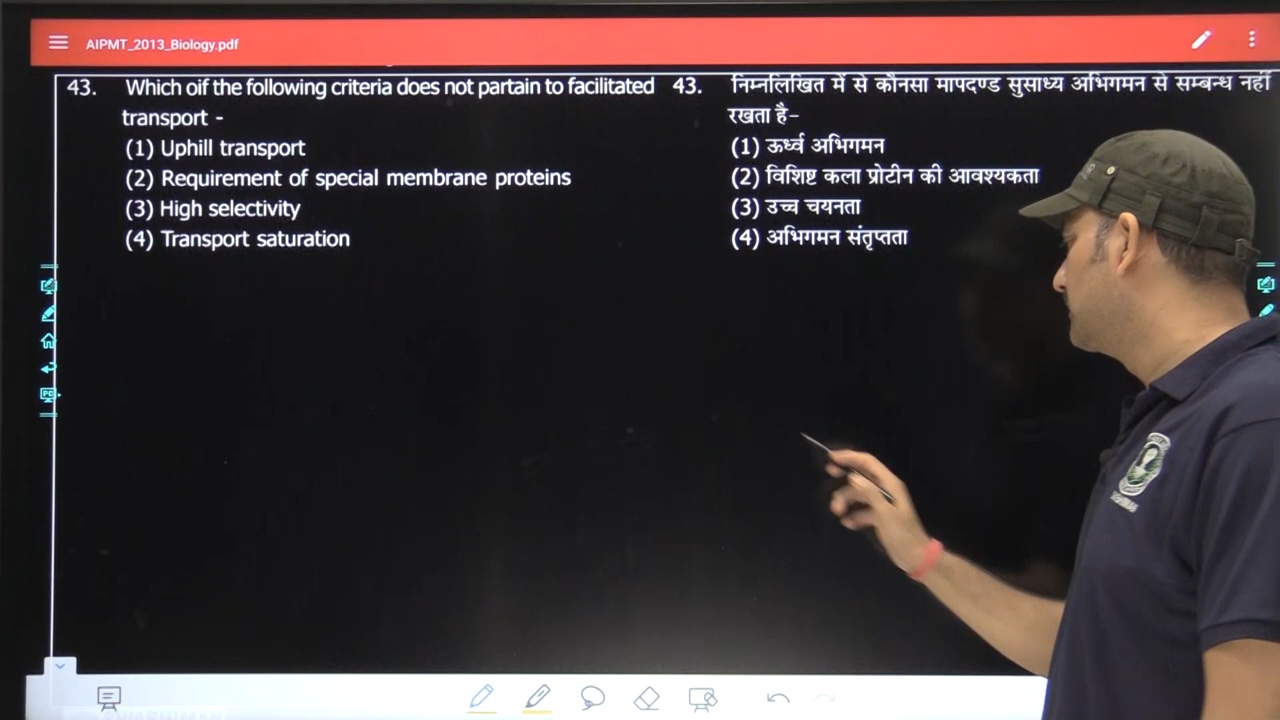 AIPMT_2013_Biology.pdf
43. Which oif the following criteria does not partain to facilitated
transport -
(1) Uphill transport
(2) Requirement of special membrane proteins
(3) High selectivity
(4) Transport saturation
43. निम्नलिखित में से कौनसा मापदण्ड सुसाध्य अभिगमन से सम्बन्ध नहीं
रखता है-
(1) ऊर्ध्व अभिगमन
(2) विशिष्ट कला प्रोटीन की आवश्यकता
(3) उच्च चयनता
(4) अभिगमन संतृप्तता